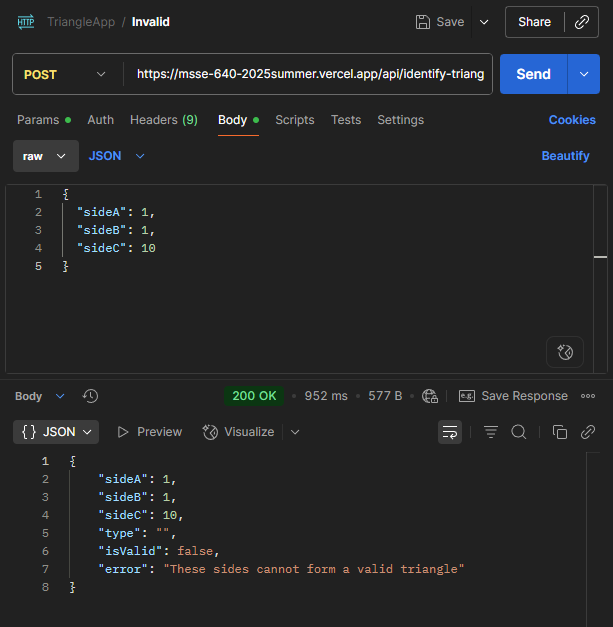 HTTP TriangleApp / Invalid Save Share
POST https://msse-640-2025summer.vercel.app/api/identify-triang Send
Params Auth Headers (9) Body Scripts Tests Settings Cookies
raw JSON Beautify
1 {
2 "sideA": 1,
3 "sideB": 1,
4 "sideC": 10
5 }
Body 200 OK 952 ms 577 B e.g. Save Response
{} JSON Preview Visualize
1 {
2 "sideA": 1,
3 "sideB": 1,
4 "sideC": 10,
5 "type": "",
6 "isValid": false,
7 "error": "These sides cannot form a valid triangle"
8 }